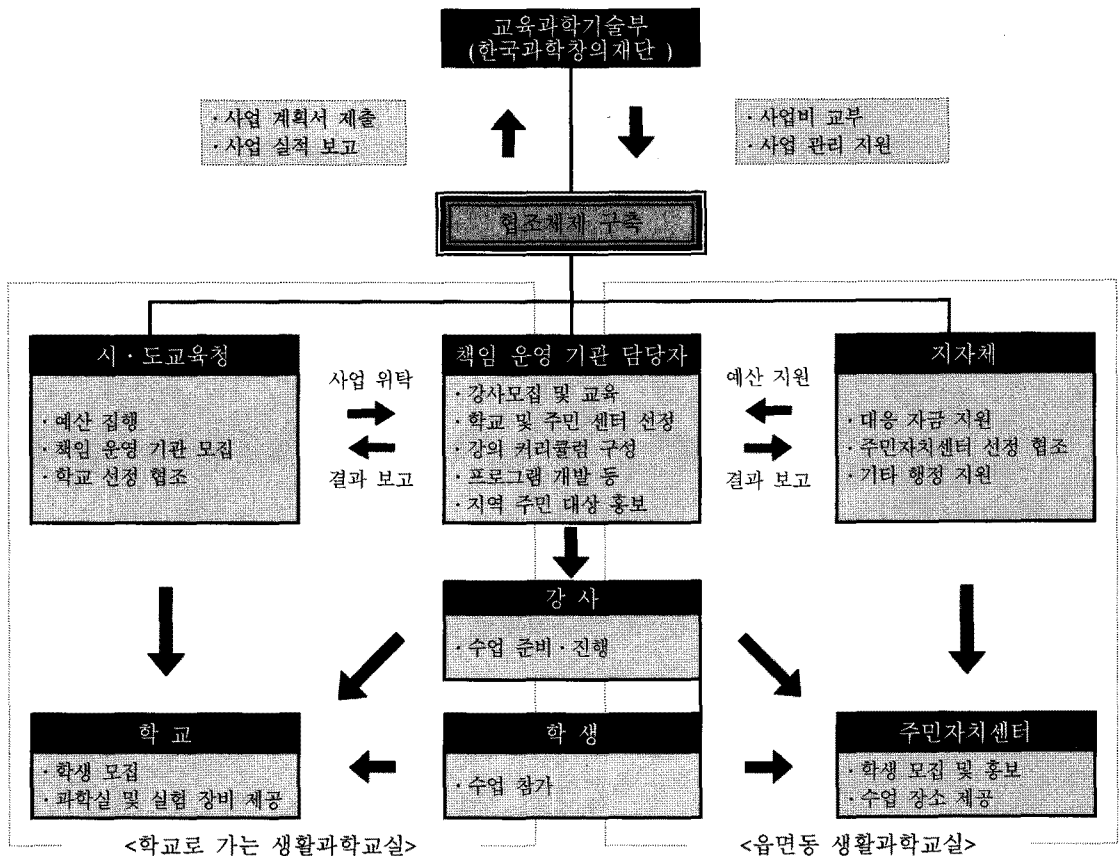 교육과학기술부
(한국과학창의재단 )
· 사업 계획서 제출
· 사업 실적 보고
· 사업비 교부
· 사업 관리 지원
협조체제 구축
시 · 도교육청
· 예산 집행
· 책임 운영 기관 모집
· 학교 선정 협조
사업 위탁
결과 보고
책임 운영 기관 담당자
· 강사모집 및 교육
· 학교 및 주민 센터 선정
· 강의 커리큘럼 구성
· 프로그램 개발 등
· 지역 주민 대상 홍보
예산 지원
결과 보고
지자체
· 대응 자금 지원
· 주민자치센터 선정 협조
· 기타 행정 지원
강 사
· 수업 준비 · 진행
학 교
· 학생 모집
· 과학실 및 실험 장비 제공
학 생
· 수업 참가
주민자치센터
· 학생 모집 및 홍보
· 수업 장소 제공
<학교로 가는 생활과학교실>
<읍면동 생활과학교실>